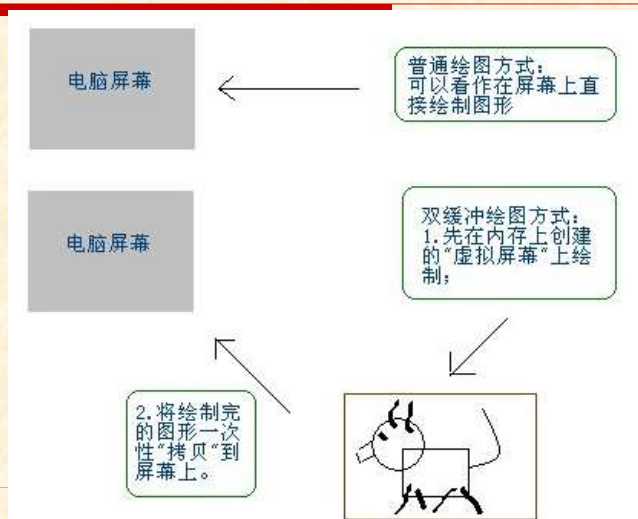 电脑屏幕
普通绘图方式：
可以看作在屏幕上直
接绘制图形
电脑屏幕
双缓冲绘图方式：
1.先在内存上创建
的“虚拟屏幕”上绘
制；
2.将绘制完
的图形一次
性“拷贝”到
屏幕上。